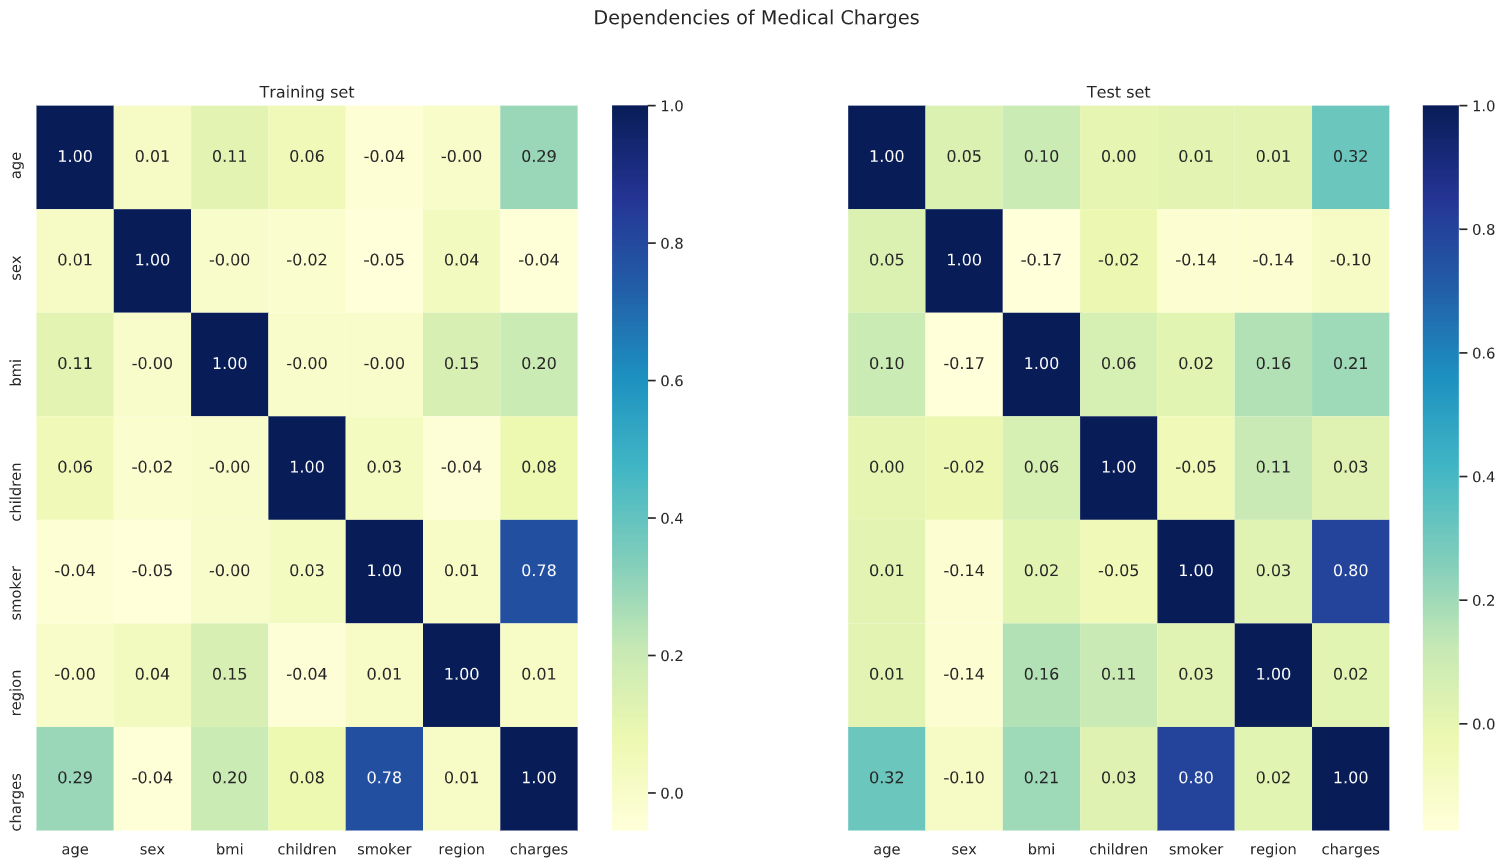 Dependencies of Medical Charges
Training set
age 1.00 0.01 0.11 0.06 -0.04 -0.00 0.29
sex 0.01 1.00 -0.00 -0.02 -0.05 0.04 -0.04
bmi 0.11 -0.00 1.00 -0.00 -0.00 0.15 0.20
children 0.06 -0.02 -0.00 1.00 0.03 -0.04 0.08
smoker -0.04 -0.05 -0.00 0.03 1.00 0.01 0.78
region -0.00 0.04 0.15 -0.04 0.01 1.00 0.01
charges 0.29 -0.04 0.20 0.08 0.78 0.01 1.00
age sex bmi children smoker region charges
1.0
0.8
0.6
0.4
0.2
0.0
Test set
1.00 0.05 0.10 0.00 0.01 0.01 0.32
0.05 1.00 -0.17 -0.02 -0.14 -0.14 -0.10
0.10 -0.17 1.00 0.06 0.02 0.16 0.21
0.00 -0.02 0.06 1.00 -0.05 0.11 0.03
0.01 -0.14 0.02 -0.05 1.00 0.03 0.80
0.01 -0.14 0.16 0.11 0.03 1.00 0.02
0.32 -0.10 0.21 0.03 0.80 0.02 1.00
age sex bmi children smoker region charges
1.0
0.8
0.6
0.4
0.2
0.0